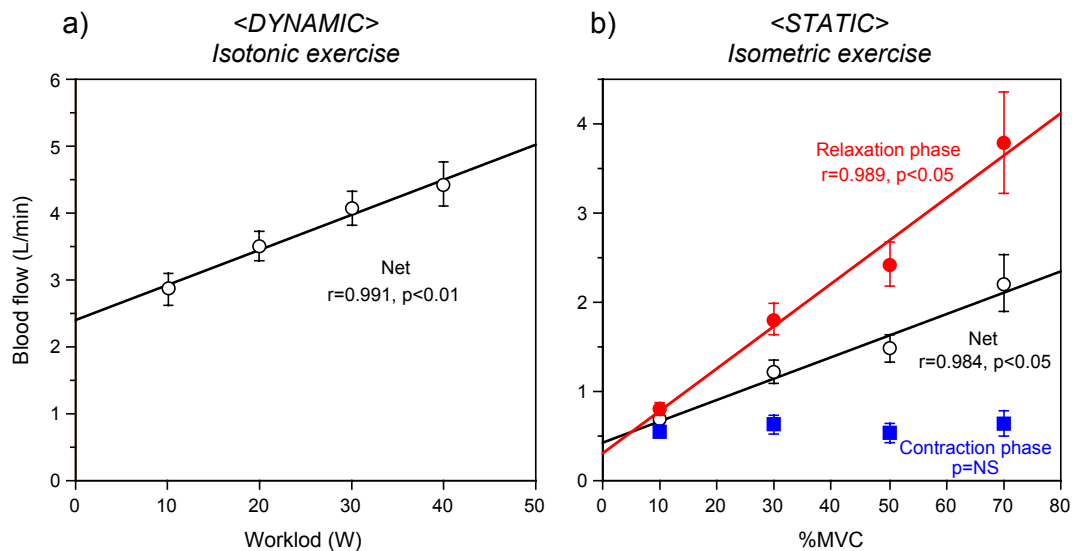 a)
<DYNAMIC>
Isotonic exercise
Blood flow (L/min)
6
5
4
3
2
1
0
Net
r=0.991, p<0.01
0 10 20 30 40 50
Worklod (W)
b)
<STATIC>
Isometric exercise
4
3
2
1
0
Relaxation phase
r=0.989, p<0.05
Net
r=0.984, p<0.05
Contraction phase
p=NS
0 10 20 30 40 50 60 70 80
%MVC